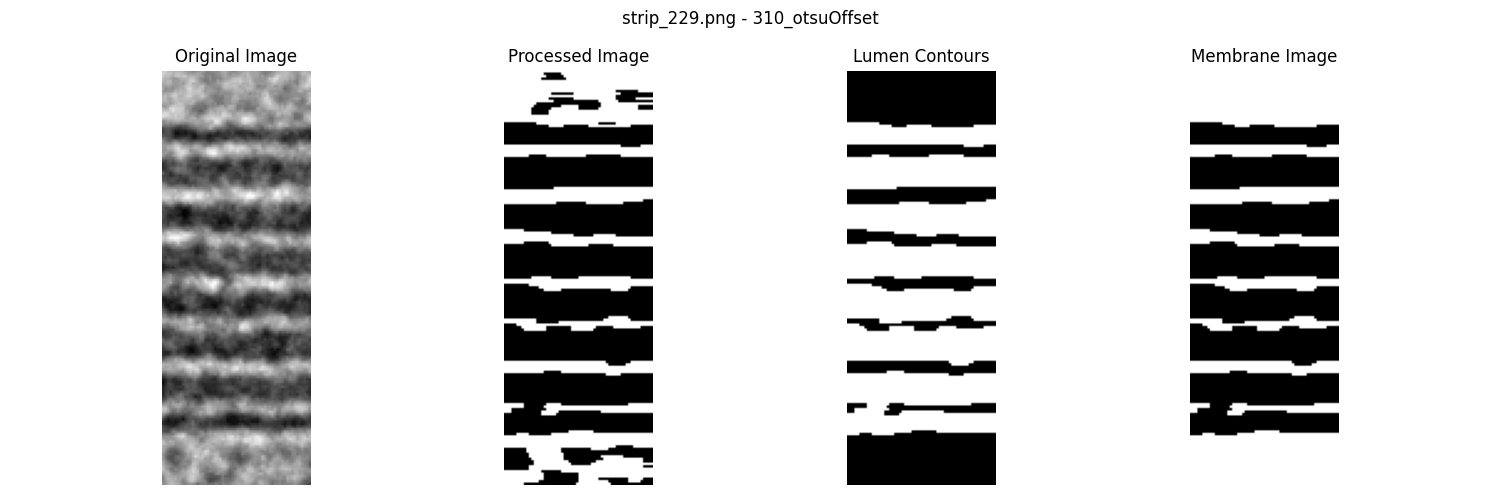 strip_229.png - 310_otsuOffset
Original Image
Processed Image
Lumen Contours
Membrane Image